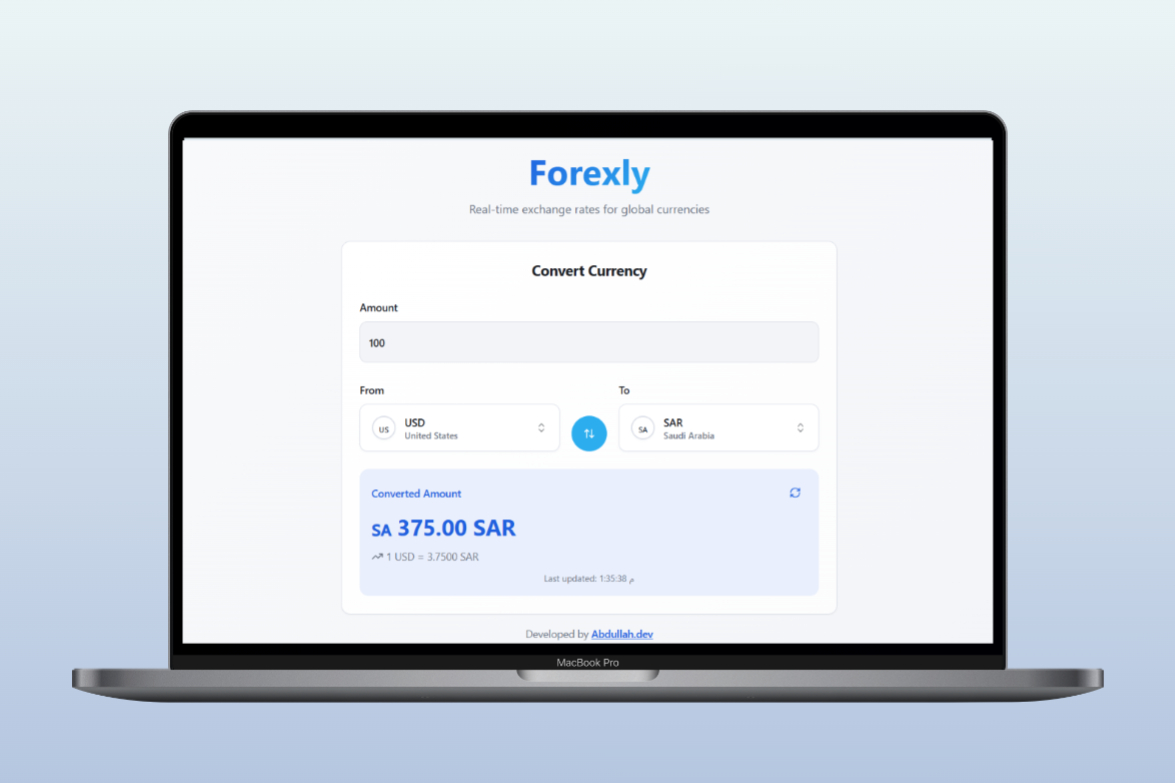 Forexly
Real-time exchange rates for global currencies
Convert Currency
Amount
100
From
To
US
USD
United States
SA
SAR
Saudi Arabia
Converted Amount
SA 375.00 SAR
1 USD = 3.7500 SAR
Last updated: 1:35:38 م
Developed by Abdullah.dev
MacBook Pro